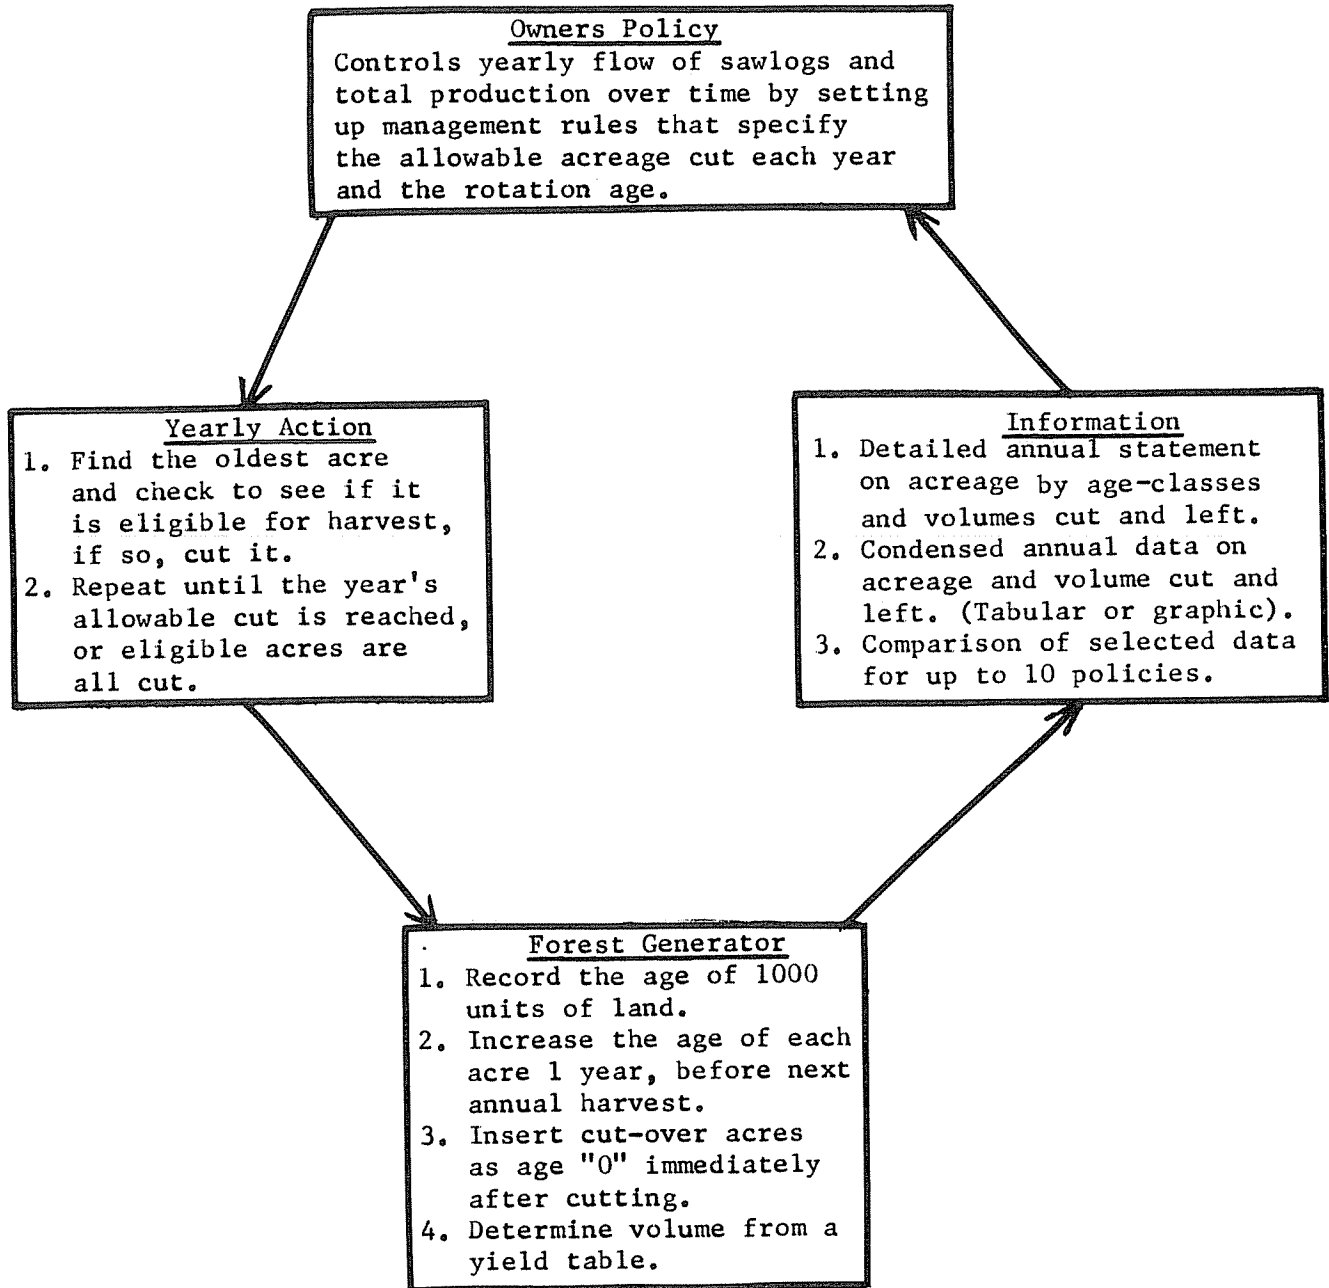 Owners Policy
Controls yearly flow of sawlogs and
total production over time by setting
up management rules that specify
the allowable acreage cut each year
and the rotation age.
Yearly Action
1. Find the oldest acre
and check to see if it
is eligible for harvest,
if so, cut it.
2. Repeat until the year's
allowable cut is reached,
or eligible acres are
all cut.
Information
1. Detailed annual statement
on acreage by age-classes
and volumes cut and left.
2. Condensed annual data on
acreage and volume cut and
left. (Tabular or graphic).
3. Comparison of selected data
for up to 10 policies.
Forest Generator
1. Record the age of 1000
units of land.
2. Increase the age of each
acre 1 year, before next
annual harvest.
3. Insert cut-over acres
as age "0" immediately
after cutting.
4. Determine volume from a
yield table.